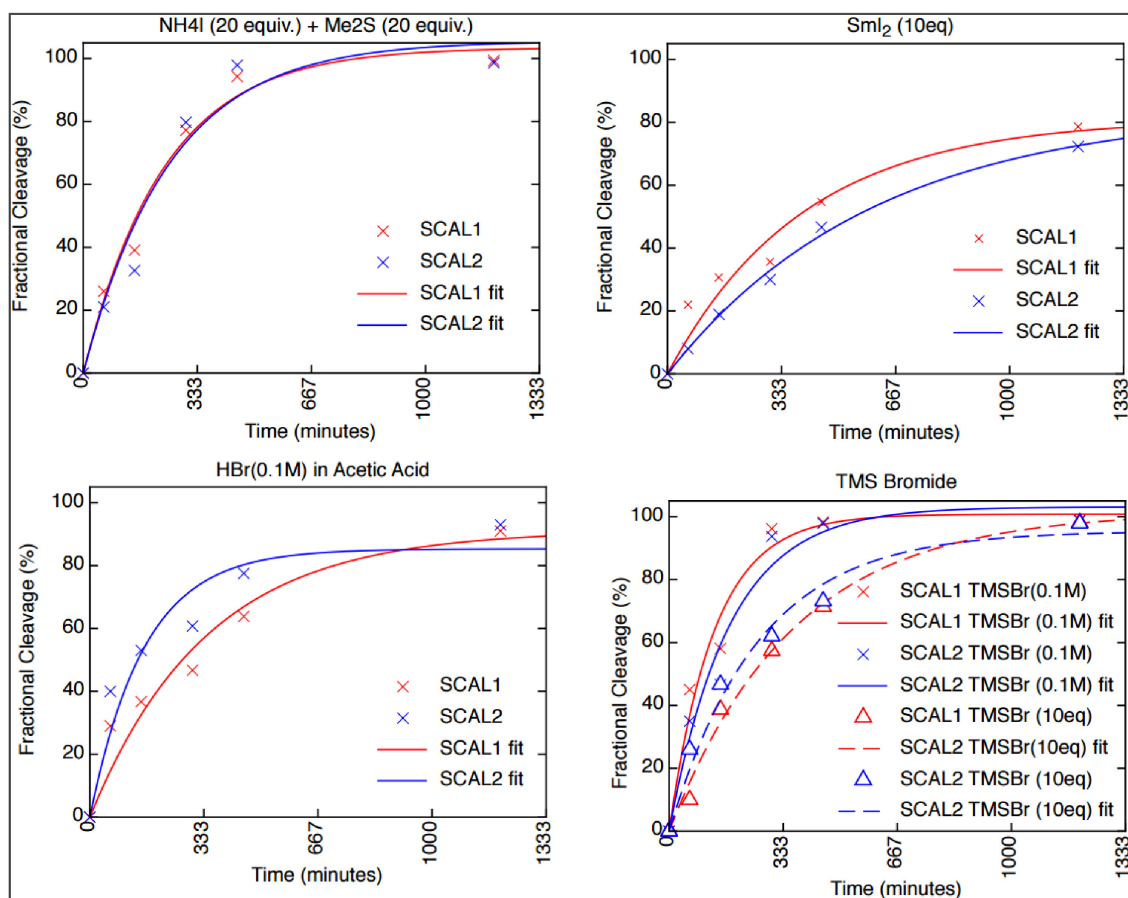 NH4I (20 equiv.) + Me2S (20 equiv.)
100
80
60
40
20
0
Fractional Cleavage (%)
SCAL1
SCAL2
SCAL1 fit
SCAL2 fit
0
333
667
1000
1333
Time (minutes)
SmI₂ (10eq)
100
80
60
40
20
0
Fractional Cleavage (%)
SCAL1
SCAL1 fit
SCAL2
SCAL2 fit
0
333
667
1000
1333
Time (minutes)
HBr(0.1M) in Acetic Acid
100
80
60
40
20
0
Fractional Cleavage (%)
SCAL1
SCAL2
SCAL1 fit
SCAL2 fit
0
333
667
1000
1333
Time (minutes)
TMS Bromide
100
80
60
40
20
0
Fractional Cleavage (%)
SCAL1 TMSBr(0.1M)
SCAL1 TMSBr (0.1M) fit
SCAL2 TMSBr (0.1M)
SCAL2 TMSBr (0.1M) fit
SCAL1 TMSBr (10eq)
SCAL2 TMSBr(10eq) fit
SCAL2 TMSBr (10eq)
SCAL2 TMSBr (10eq) fit
0
333
667
1000
1333
Time (minutes)